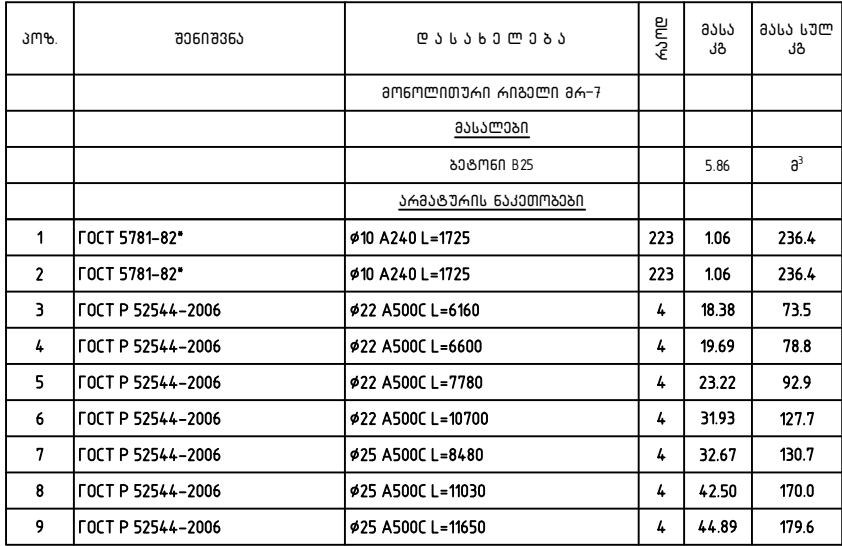 პოზ. შენიშვნა დ ა ს ა ხ ე ლ ე ბ ა რაოდ მასა კგ მასა სულ კგ
მონოლითური რიგელი მრ-7
მასალები
ბეტონი B25 5.86 მ³
არმატურის ნაკეთობები
1 ГОСТ 5781-82* ø10 A240 L=1725 223 1.06 236.4
2 ГОСТ 5781-82* ø10 A240 L=1725 223 1.06 236.4
3 ГОСТ Р 52544-2006 ø22 A500C L=6160 4 18.38 73.5
4 ГОСТ Р 52544-2006 ø22 A500C L=6600 4 19.69 78.8
5 ГОСТ Р 52544-2006 ø22 A500C L=7780 4 23.22 92.9
6 ГОСТ Р 52544-2006 ø22 A500C L=10700 4 31.93 127.7
7 ГОСТ Р 52544-2006 ø25 A500C L=8480 4 32.67 130.7
8 ГОСТ Р 52544-2006 ø25 A500C L=11030 4 42.50 170.0
9 ГОСТ Р 52544-2006 ø25 A500C L=11650 4 44.89 179.6